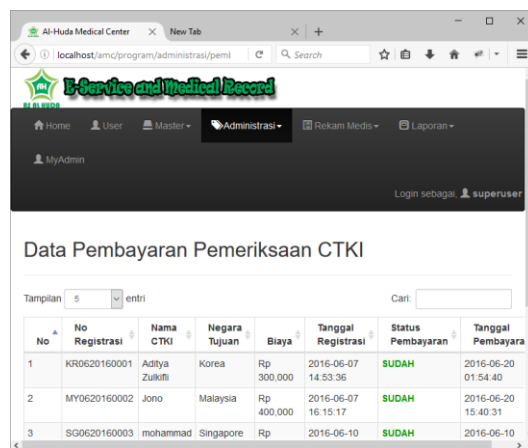 Al-Huda Medical Center New Tab
localhost/amc/program/administrasi/peml Search
E-Service and Medical Record
RS AL HUDA
Home User Master Administrasi Rekam Medis Laporan
MyAdmin
Login sebagai, superuser
Data Pembayaran Pemeriksaan CTKI
Tampilan 5 entri Cari:
No No Registrasi Nama CTKI Negara Tujuan Biaya Tanggal Registrasi Status Pembayaran Tanggal Pembayara
1 KR0620160001 Aditya Zulkifli Korea Rp 300,000 2016-06-07 14:53:36 SUDAH 2016-06-20 01:54:40
2 MY0620160002 Jono Malaysia Rp 400,000 2016-06-07 16:15:17 SUDAH 2016-06-20 15:40:31
3 SG0620160003 mohammad Singapore Rp 2016-06-10 SUDAH 2016-06-10